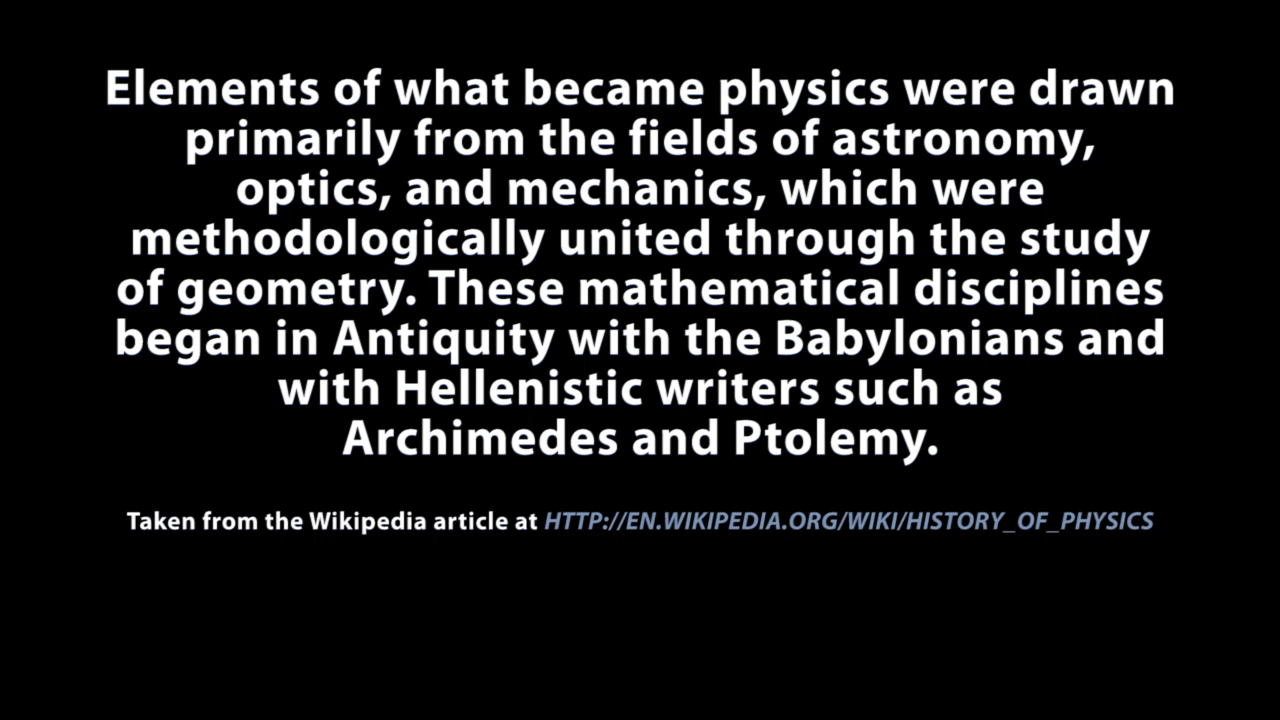 Elements of what became physics were drawn
primarily from the fields of astronomy,
optics, and mechanics, which were
methodologically united through the study
of geometry. These mathematical disciplines
began in Antiquity with the Babylonians and
with Hellenistic writers such as
Archimedes and Ptolemy.
Taken from the Wikipedia article at HTTP://EN.WIKIPEDIA.ORG/WIKI/HISTORY_OF_PHYSICS